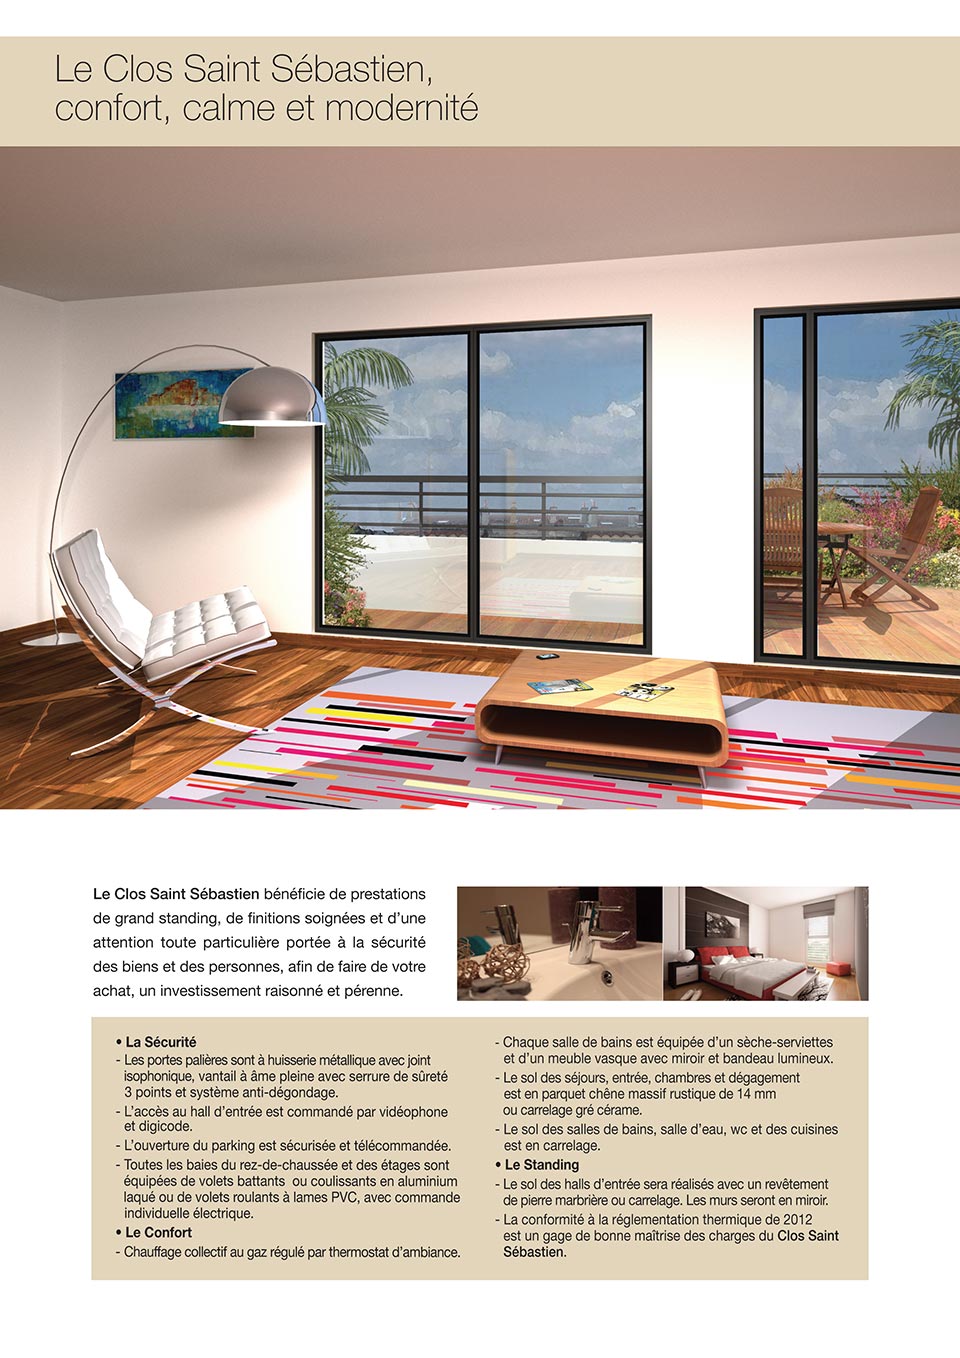 Le Clos Saint Sébastien,
confort, calme et modernité
Le Clos Saint Sébastien bénéficie de prestations
de grand standing, de finitions soignées et d'une
attention toute particulière portée à la sécurité
des biens et des personnes, afin de faire de votre
achat, un investissement raisonné et pérenne.
• La Sécurité
- Les portes palières sont à huisserie métallique avec joint
isophonique, vantail à âme pleine avec serrure de sûreté
3 points et système anti-dégondage.
- L'accès au hall d'entrée est commandé par vidéophone
et digicode.
- L'ouverture du parking est sécurisée et télécommandée.
- Toutes les baies du rez-de-chaussée et des étages sont
équipées de volets battants ou coulissants en aluminium
laqué ou de volets roulants à lames PVC, avec commande
individuelle électrique.
• Le Confort
- Chauffage collectif au gaz régulé par thermostat d'ambiance.
- Chaque salle de bains est équipée d'un sèche-serviettes
et d'un meuble vasque avec miroir et bandeau lumineux.
- Le sol des séjours, entrée, chambres et dégagement
est en parquet chêne massif rustique de 14 mm
ou carrelage gré cérame.
- Le sol des salles de bains, salle d'eau, wc et des cuisines
est en carrelage.
• Le Standing
- Le sol des halls d'entrée sera réalisés avec un revêtement
de pierre marbrière ou carrelage. Les murs seront en miroir.
- La conformité à la réglementation thermique de 2012
est un gage de bonne maîtrise des charges du Clos Saint
Sébastien.